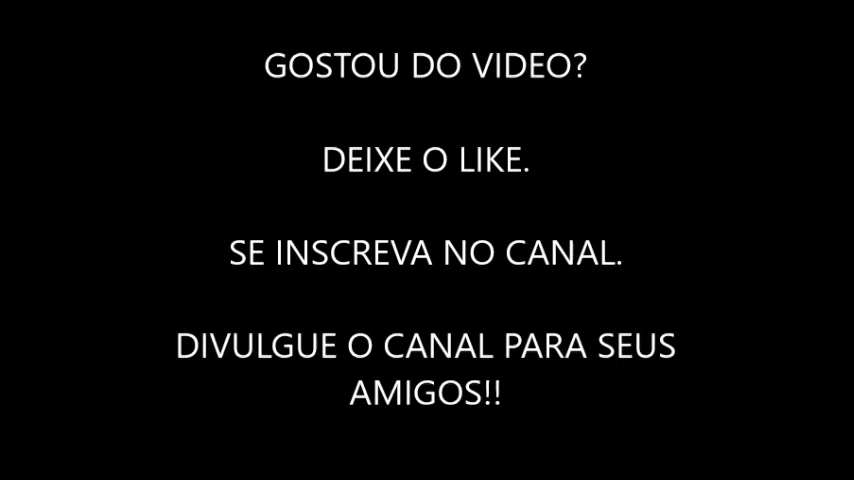 GOSTOU DO VIDEO?
DEIXE O LIKE.
SE INSCREVA NO CANAL.
DIVULGUE O CANAL PARA SEUS
AMIGOS!!